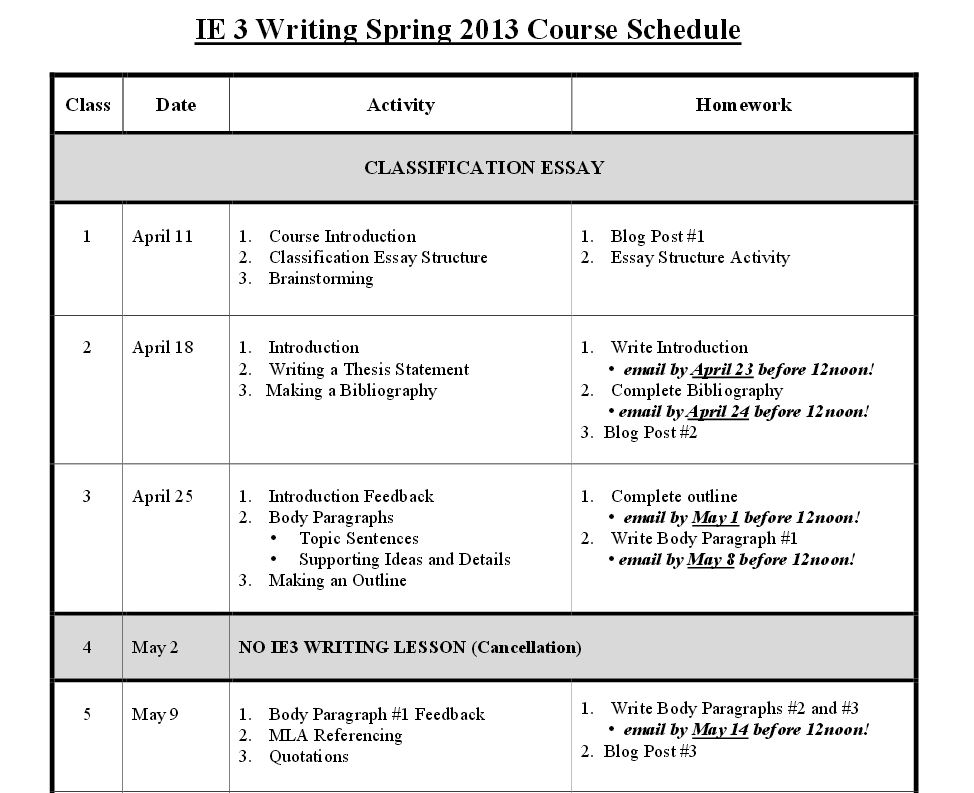 IE 3 Writing Spring 2013 Course Schedule
Class Date Activity Homework
CLASSIFICATION ESSAY
1 April 11
1. Course Introduction
2. Classification Essay Structure
3. Brainstorming
1. Blog Post #1
2. Essay Structure Activity
2 April 18
1. Introduction
2. Writing a Thesis Statement
3. Making a Bibliography
1. Write Introduction
• email by April 23 before 12noon!
2. Complete Bibliography
• email by April 24 before 12noon!
3. Blog Post #2
3 April 25
1. Introduction Feedback
2. Body Paragraphs
• Topic Sentences
• Supporting Ideas and Details
3. Making an Outline
1. Complete outline
• email by May 1 before 12noon!
2. Write Body Paragraph #1
• email by May 8 before 12noon!
4 May 2 NO IE3 WRITING LESSON (Cancellation)
5 May 9
1. Body Paragraph #1 Feedback
2. MLA Referencing
3. Quotations
1. Write Body Paragraphs #2 and #3
• email by May 14 before 12noon!
2. Blog Post #3